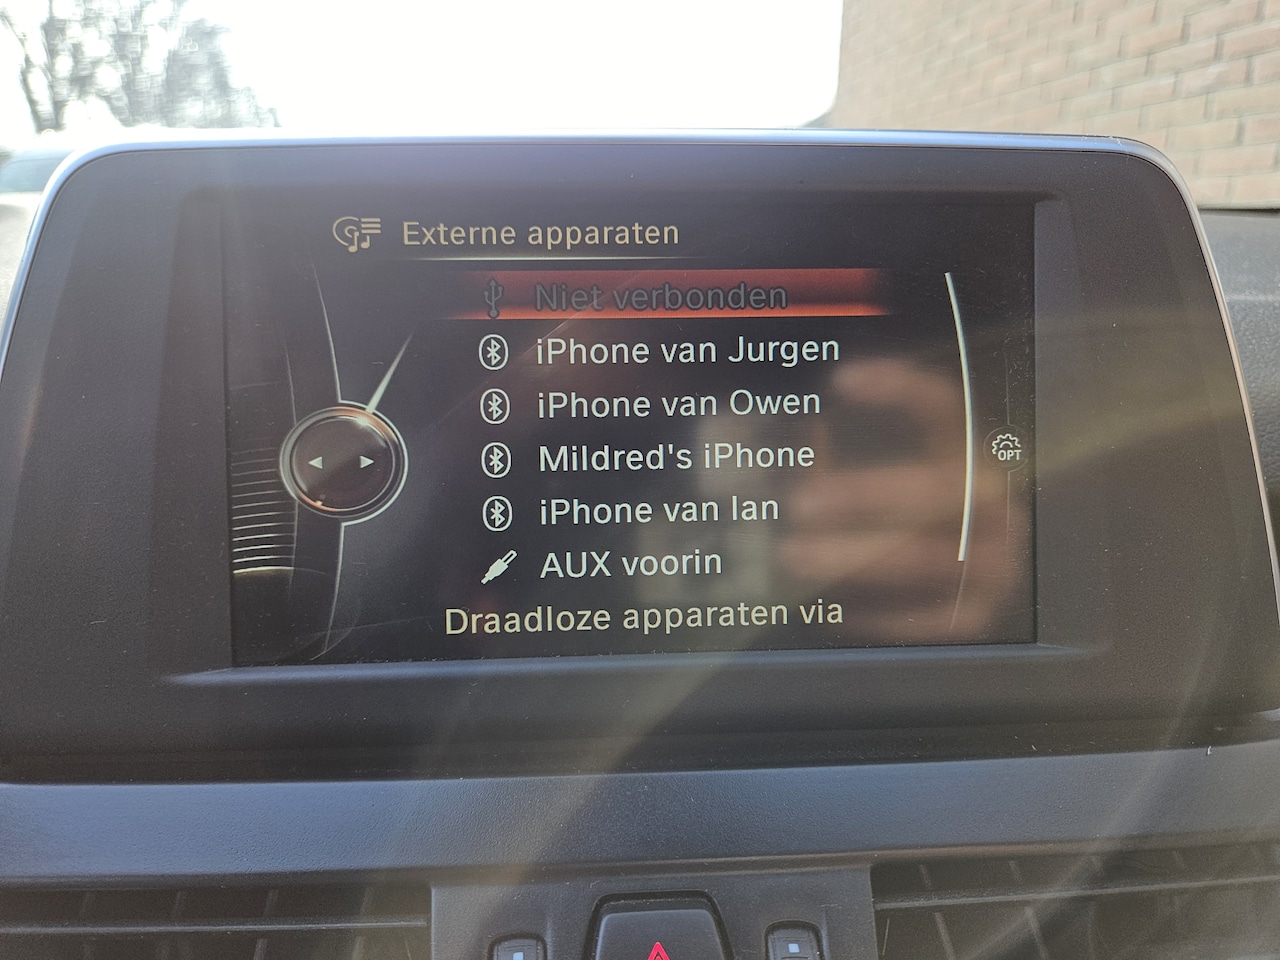 Externe apparaten
Niet verbonden
iPhone van Jurgen
iPhone van Owen
Mildred's iPhone
iPhone van Ian
AUX voorin
Draadloze apparaten via
OPT